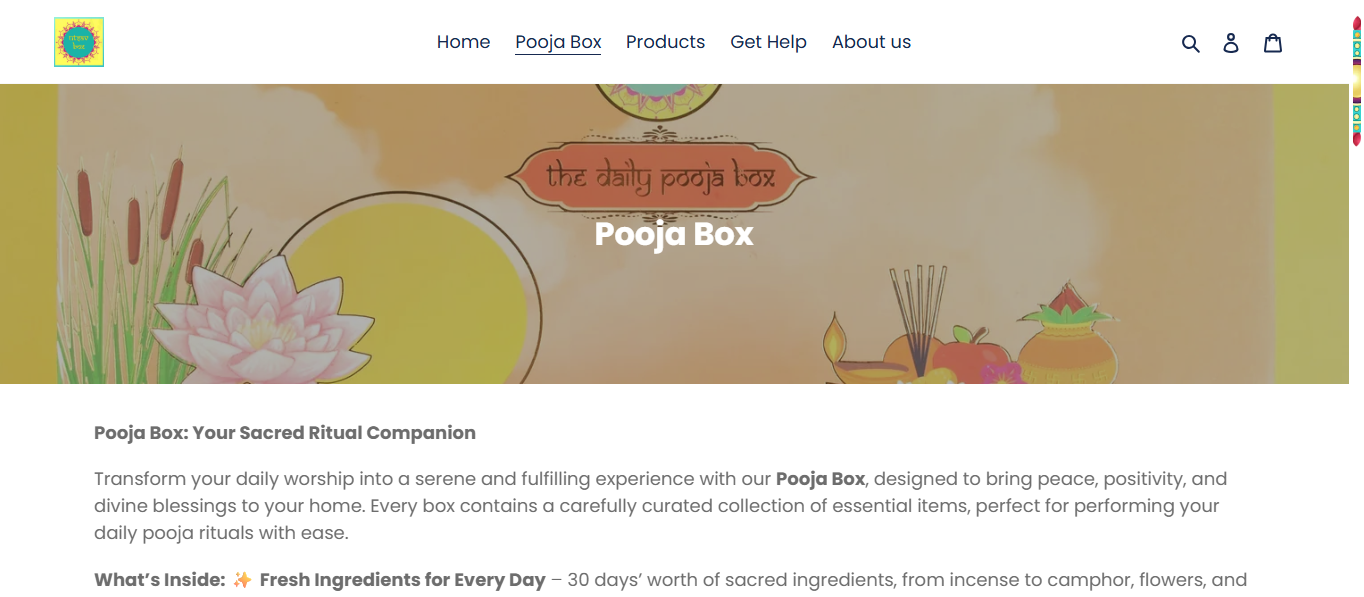 utsav
box
Home Pooja Box Products Get Help About us
the daily pooja box
Pooja Box
Pooja Box: Your Sacred Ritual Companion
Transform your daily worship into a serene and fulfilling experience with our Pooja Box, designed to bring peace, positivity, and
divine blessings to your home. Every box contains a carefully curated collection of essential items, perfect for performing your
daily pooja rituals with ease.
What’s Inside: ✨ Fresh Ingredients for Every Day – 30 days’ worth of sacred ingredients, from incense to camphor, flowers, and